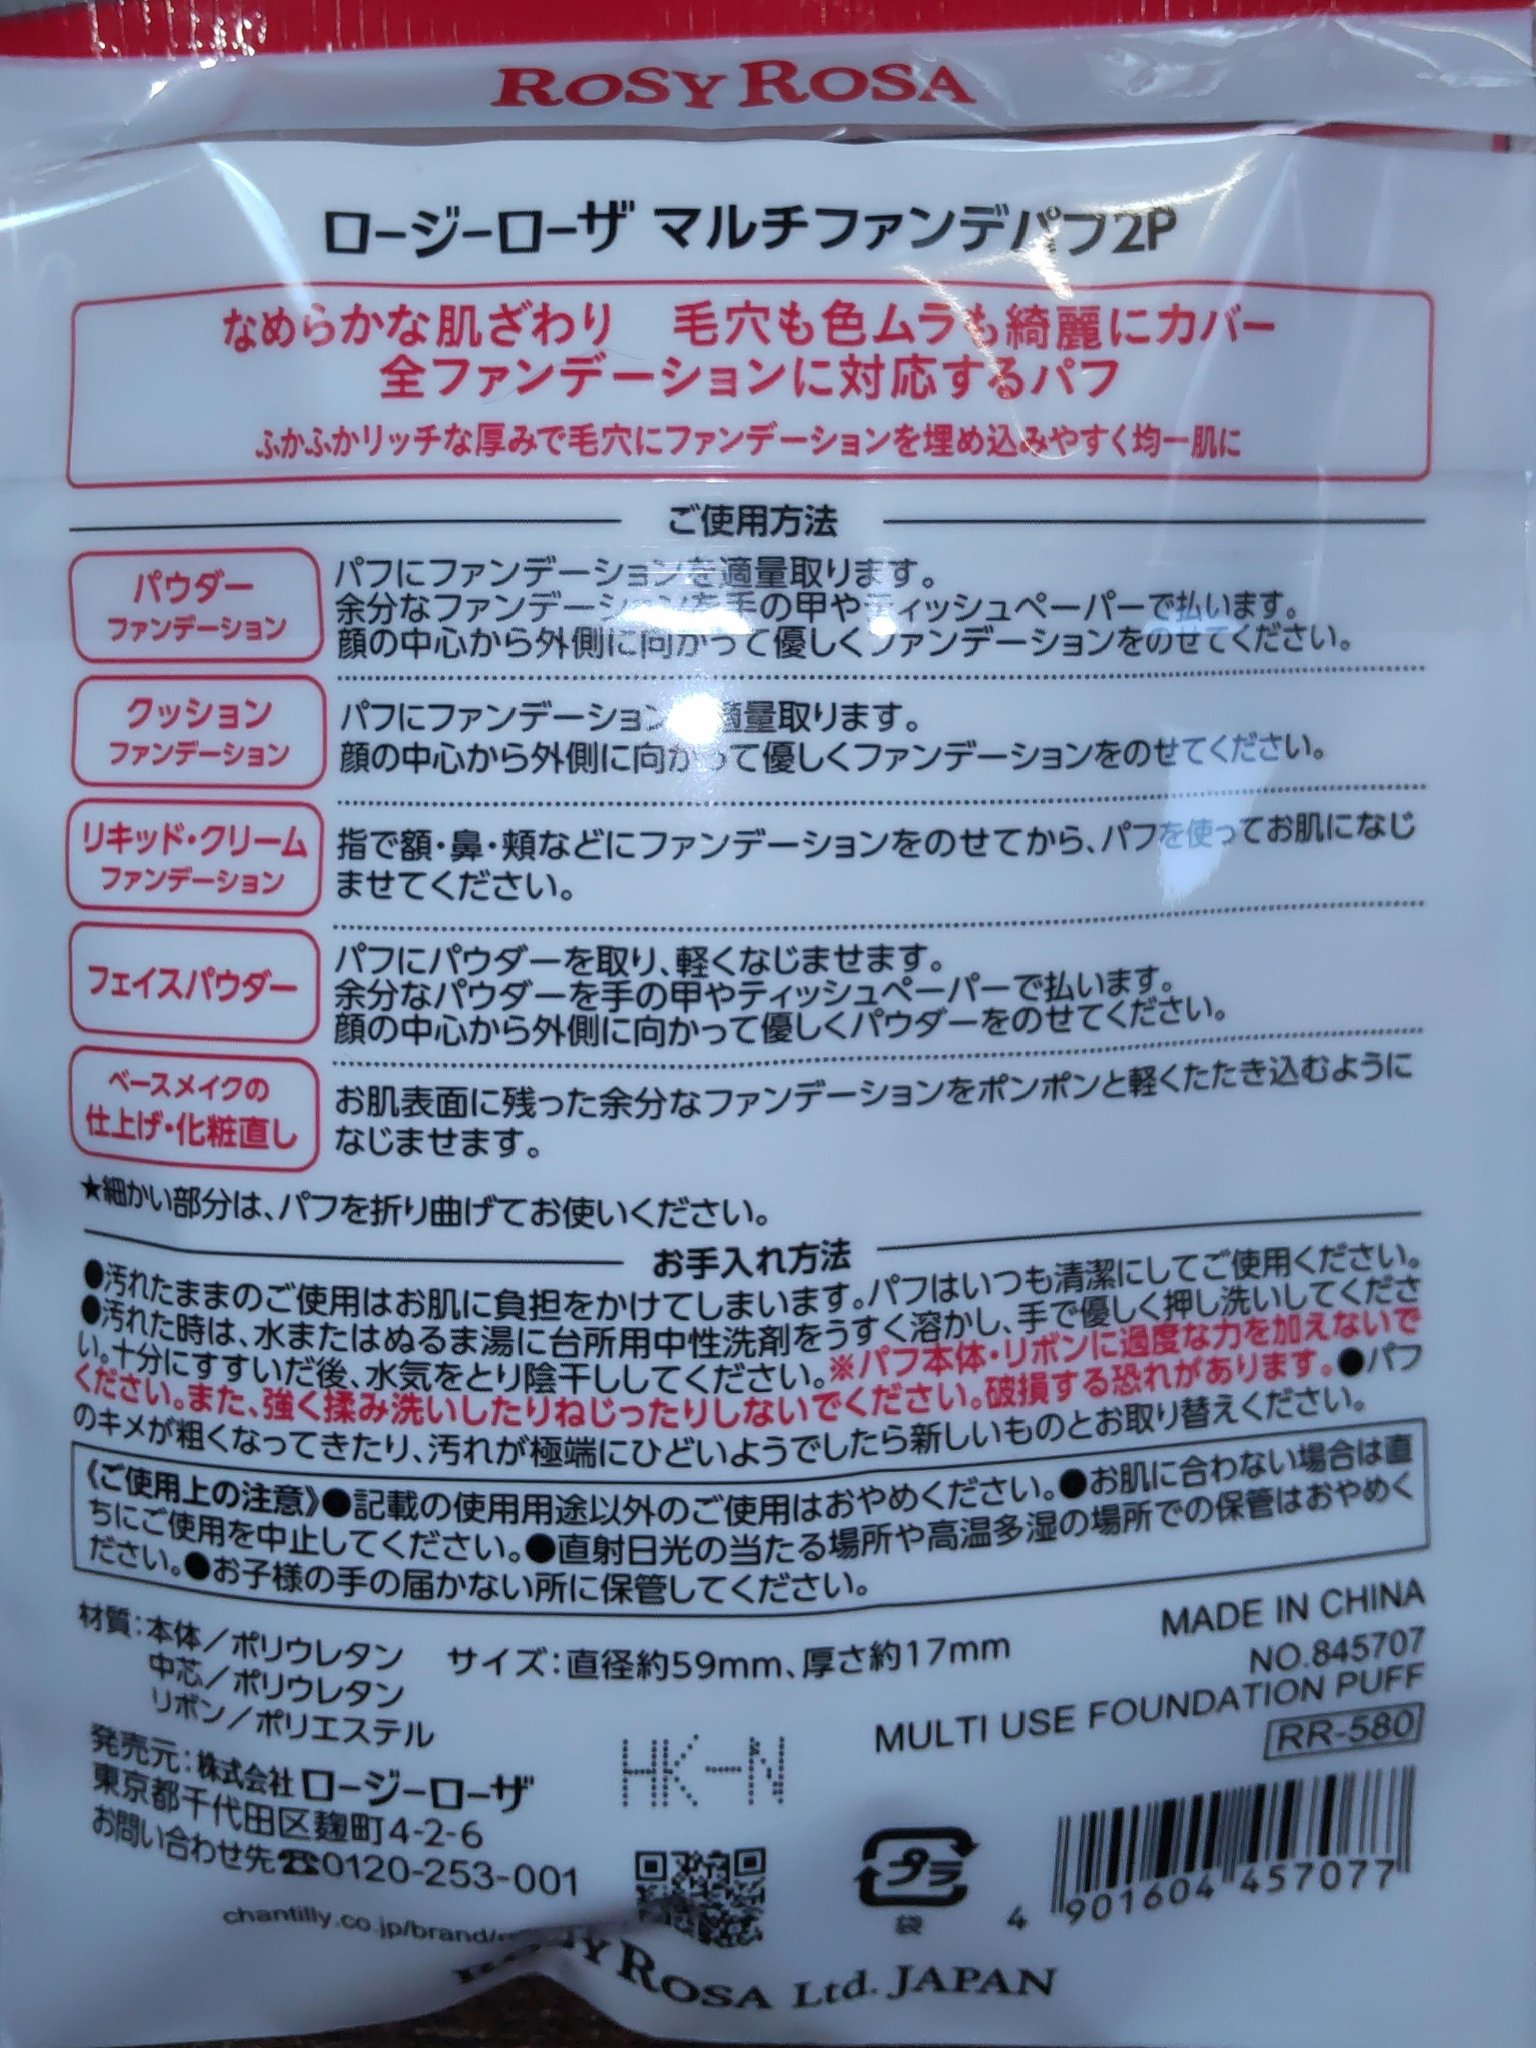 ROSY ROSA
ロージーローザ マルチファンデパフ2P
なめらかな肌ざわり 毛穴も色ムラも綺麗にカバー
全ファンデーションに対応するパフ
ふかふかリッチな厚みで毛穴にファンデーションを埋め込みやすく均一肌に
ご使用方法
パウダー
ファンデーション
パフにファンデーションを適量取ります。
余分なファンデーションを手の甲やティッシュペーパーで払います。
顔の中心から外側に向かって優しくファンデーションをのせてください。
クッション
ファンデーション
パフにファンデーション 適量取ります。
顔の中心から外側に向かって優しくファンデーションをのせてください。
リキッド・クリーム
ファンデーション
指で額・鼻・頬などにファンデーションをのせてから、パフを使ってお肌になじ
ませてください。
フェイスパウダー
パフにパウダーを取り、軽くなじませます。
余分なパウダーを手の甲やティッシュペーパーで払います。
顔の中心から外側に向かって優しくパウダーをのせてください。
ベースメイクの
仕上げ・化粧直し
お肌表面に残った余分なファンデーションをポンポンと軽くたたき込むように
なじませます。
★細かい部分は、パフを折り曲げてお使いください。
お手入れ方法
●汚れたままのご使用はお肌に負担をかけてしまいます。パフはいつも清潔にしてご使用ください。
●汚れた時は、水またはぬるま湯に台所用中性洗剤をうすく溶かし、手で優しく押し洗いしてくださ
い。十分にすすいだ後、水気をとり陰干ししてください。※パフ本体・リボンに過度な力を加えないで
ください。また、強く揉み洗いしたりねじったりしないでください。破損する恐れがあります。●パフ
のキメが粗くなってきたり、汚れが極端にひどいようでしたら新しいものとお取り替えください。
《ご使用上の注意》●記載の使用用途以外のご使用はおやめください。●お肌に合わない場合は直
ちにご使用を中止してください。●直射日光の当たる場所や高温多湿の場所での保管はおやめく
ださい。●お子様の手の届かない所に保管してください。
材質:本体/ポリウレタン サイズ:直径約59mm、厚さ約17mm
中芯/ポリウレタン
リボン/ポリエステル
MADE IN CHINA
NO.845707
MULTI USE FOUNDATION PUFF
RR-580
発売元:株式会社 ロージーローザ
東京都千代田区麹町4-2-6
お問い合わせ先☎0120-253-001
HK-N
プラ
袋
4 901604 457077
chantilly.co.jp/brand/
ROSA Ltd. JAPAN